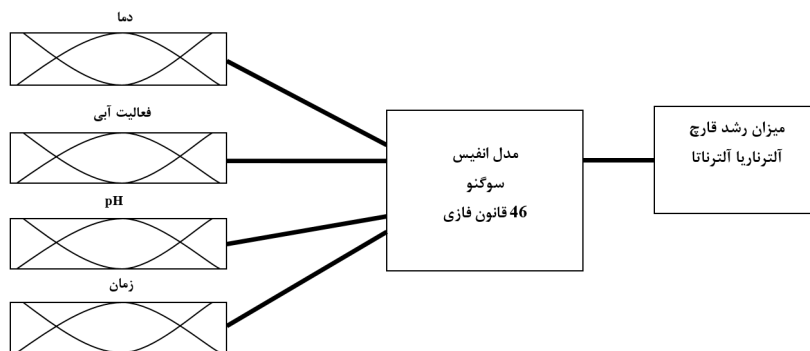 دما
فعالیت آبی
pH
زمان
مدل انفیس
سوگنو
46 قانون فازی
میزان رشد قارچ
آلترناریا آلترناتا